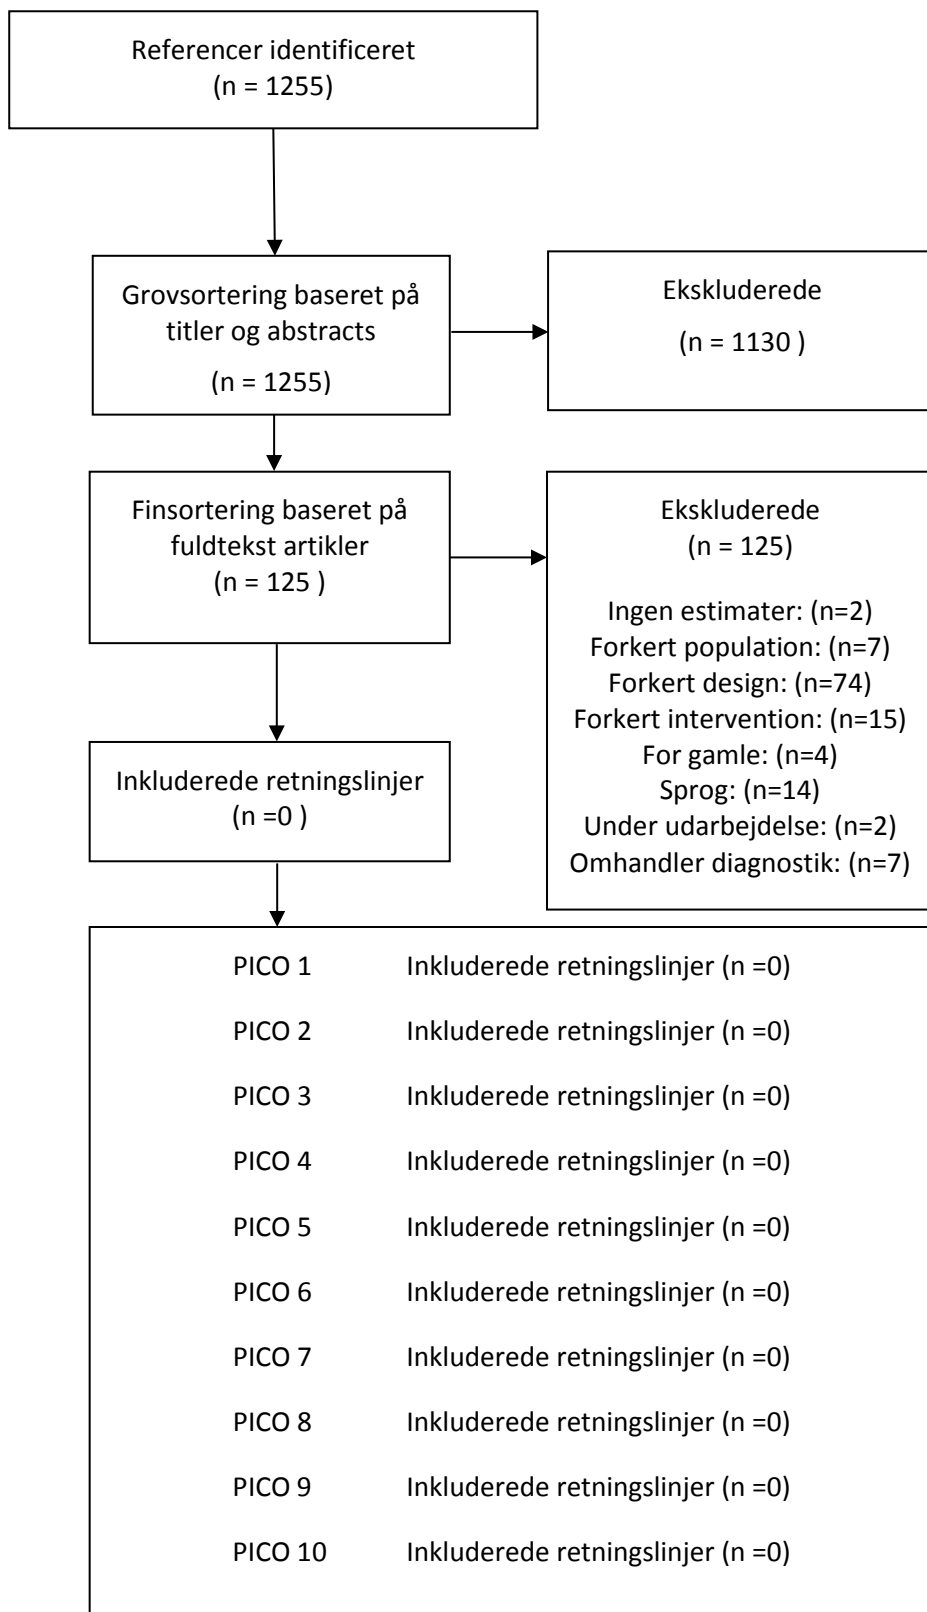 Referencer identificeret
(n = 1255)
Grovsortering baseret på
titler og abstracts
(n = 1255)
Ekskluderede
(n = 1130 )
Finsortering baseret på
fuldtekst artikler
(n = 125 )
Ekskluderede
(n = 125)
Ingen estimater: (n=2)
Forkert population: (n=7)
Forkert design: (n=74)
Forkert intervention: (n=15)
For gamle: (n=4)
Sprog: (n=14)
Under udarbejdelse: (n=2)
Omhandler diagnostik: (n=7)
Inkluderede retningslinjer
(n =0 )
PICO 1 Inkluderede retningslinjer (n =0)
PICO 2 Inkluderede retningslinjer (n =0)
PICO 3 Inkluderede retningslinjer (n =0)
PICO 4 Inkluderede retningslinjer (n =0)
PICO 5 Inkluderede retningslinjer (n =0)
PICO 6 Inkluderede retningslinjer (n =0)
PICO 7 Inkluderede retningslinjer (n =0)
PICO 8 Inkluderede retningslinjer (n =0)
PICO 9 Inkluderede retningslinjer (n =0)
PICO 10 Inkluderede retningslinjer (n =0)